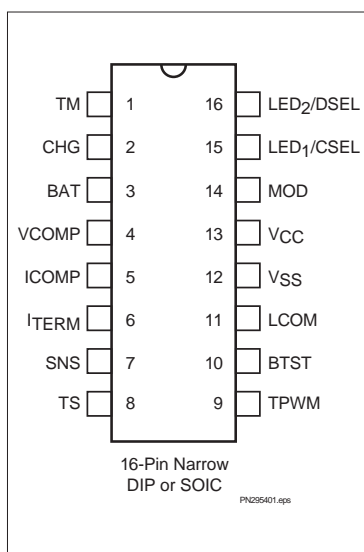 TM 1 16 LED2/DSEL
CHG 2 15 LED1/CSEL
BAT 3 14 MOD
VCOMP 4 13 VCC
ICOMP 5 12 VSS
ITERM 6 11 LCOM
SNS 7 10 BTST
TS 8 9 TPWM
16-Pin Narrow
DIP or SOIC
PN295401.eps